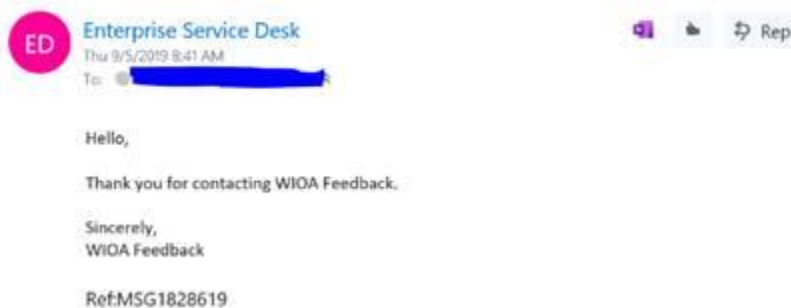 ED
Enterprise Service Desk
Thu 9/5/2019 8:41 AM
To:
Rep
Hello,
Thank you for contacting WIOA Feedback.
Sincerely,
WIOA Feedback
Ref:MSG1828619